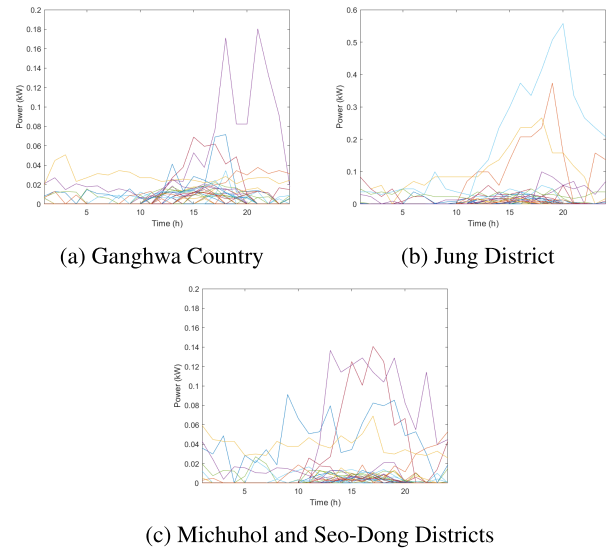 0.2
0.18
0.16
0.14
0.12
0.1
0.08
0.06
0.04
0.02
0
Power (kW)
5 10 15 20
Time (h)
(a) Ganghwa Country
0.6
0.5
0.4
0.3
0.2
0.1
0
Power (kW)
5 10 15 20
Time (h)
(b) Jung District
0.2
0.18
0.16
0.14
0.12
0.1
0.08
0.06
0.04
0.02
0
Power (kW)
5 10 15 20
Time (h)
(c) Michuhol and Seo-Dong Districts